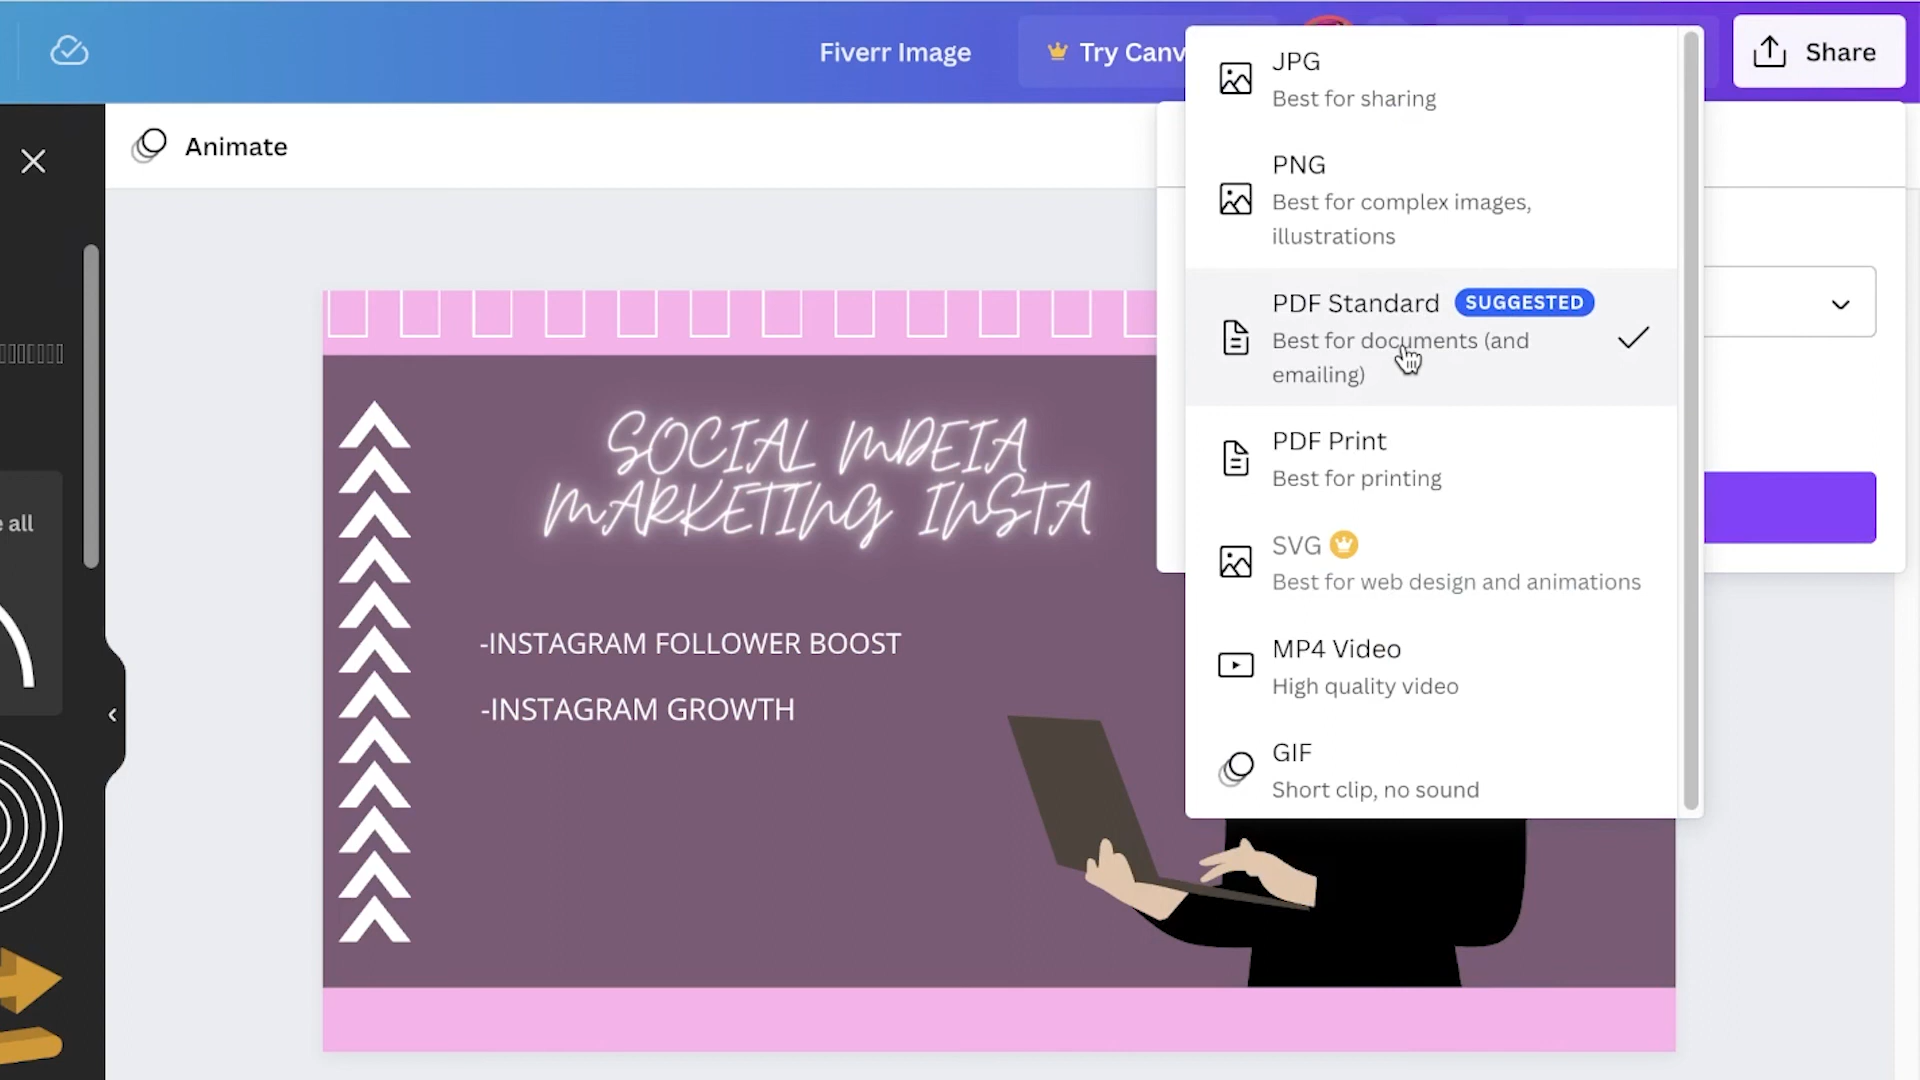 Fiverr Image
Try Canv
Share
Animate
JPG
Best for sharing
PNG
Best for complex images,
illustrations
PDF Standard SUGGESTED
Best for documents (and
emailing)
PDF Print
Best for printing
SVG
Best for web design and animations
MP4 Video
High quality video
GIF
Short clip, no sound
all
SOCIAL MDEIA
MARKETING INSTA
-INSTAGRAM FOLLOWER BOOST
-INSTAGRAM GROWTH